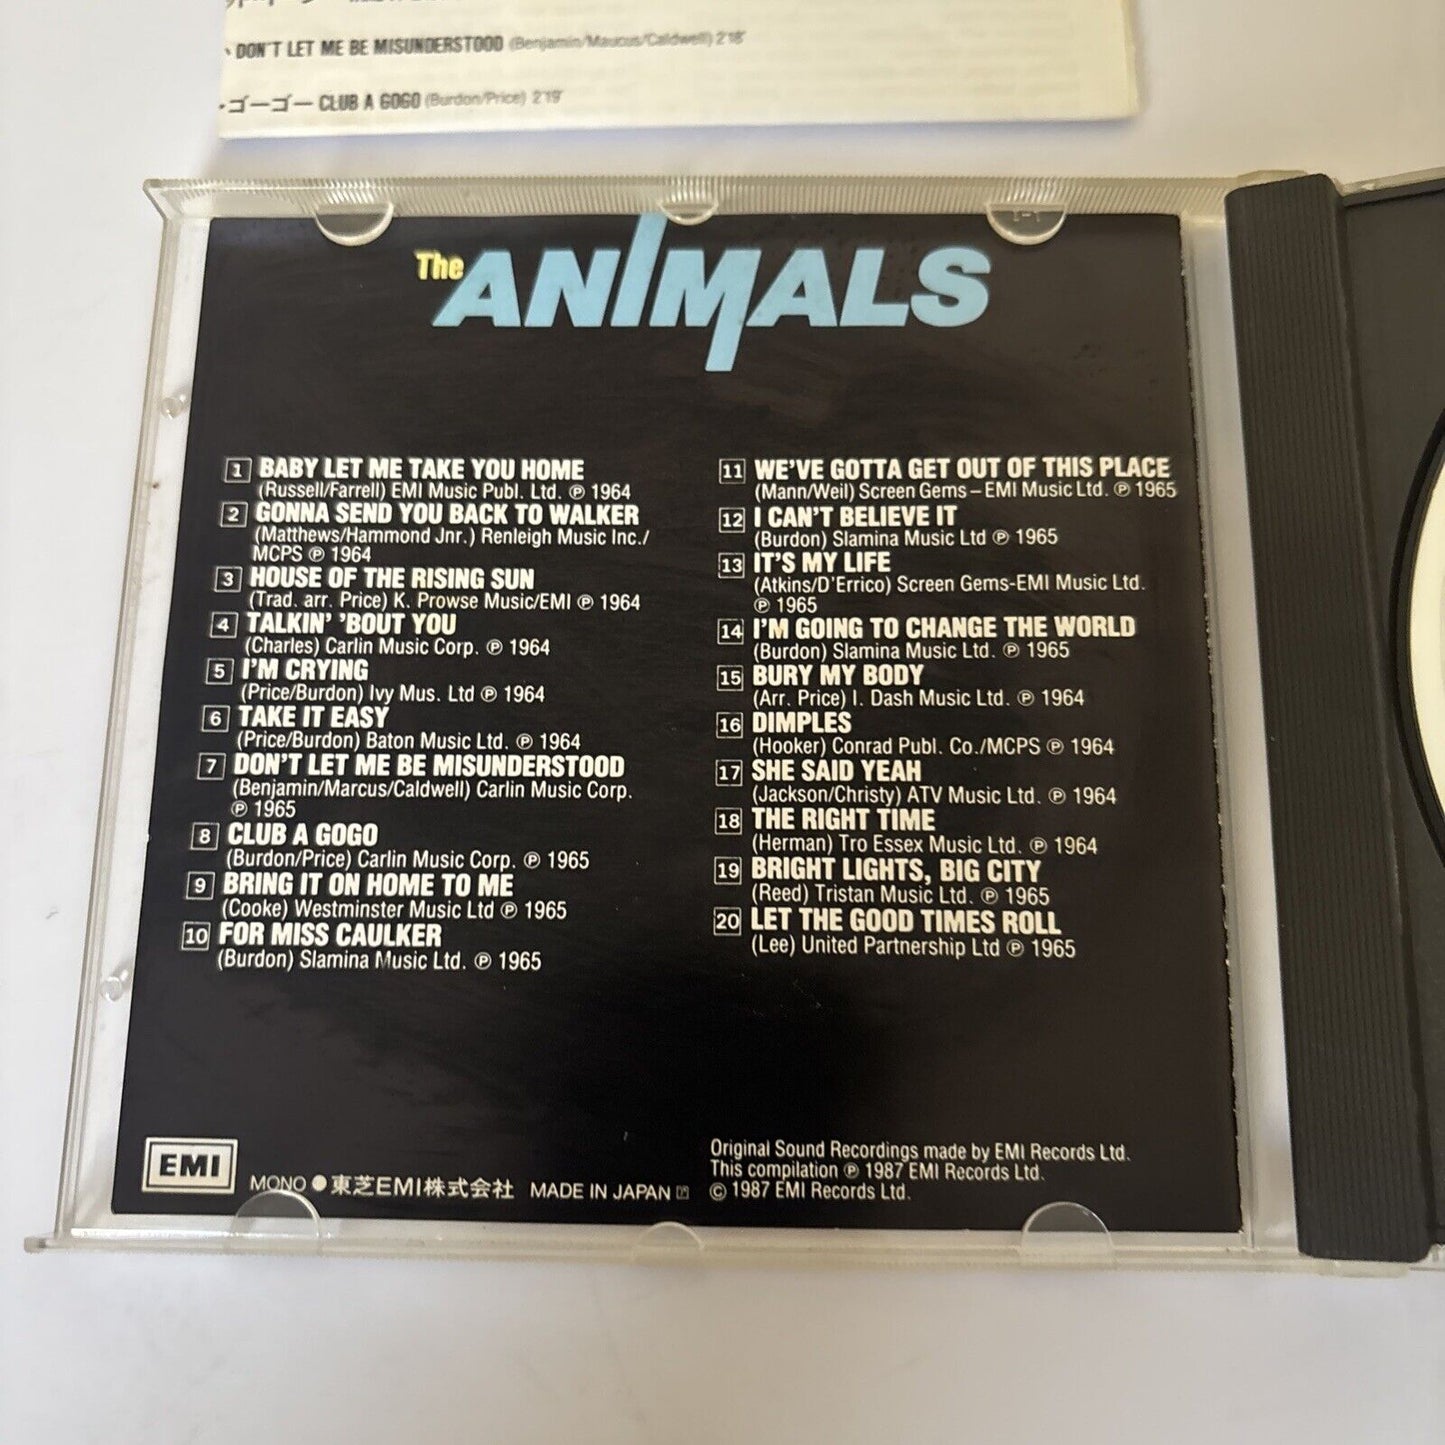 DON'T LET ME BE MISUNDERSTOOD (Benjamin/Maucus/Caldwell) 2'18"
・ゴーゴー CLUB A GOGO (Burdon/Price) 2'19"
The ANIMALS
1 BABY LET ME TAKE YOU HOME
(Russell/Farrell) EMI Music Publ. Ltd. ℗ 1964
2 GONNA SEND YOU BACK TO WALKER
(Matthews/Hammond Jnr.) Renleigh Music Inc./
MCPS ℗ 1964
3 HOUSE OF THE RISING SUN
(Trad. arr. Price) K. Prowse Music/EMI ℗ 1964
4 TALKIN' 'BOUT YOU
(Charles) Carlin Music Corp. ℗ 1964
5 I'M CRYING
(Price/Burdon) Ivy Mus. Ltd ℗ 1964
6 TAKE IT EASY
(Price/Burdon) Baton Music Ltd. ℗ 1964
7 DON'T LET ME BE MISUNDERSTOOD
(Benjamin/Marcus/Caldwell) Carlin Music Corp.
℗ 1965
8 CLUB A GOGO
(Burdon/Price) Carlin Music Corp. ℗ 1965
9 BRING IT ON HOME TO ME
(Cooke) Westminster Music Ltd ℗ 1965
10 FOR MISS CAULKER
(Burdon) Slamina Music Ltd. ℗ 1965
11 WE'VE GOTTA GET OUT OF THIS PLACE
(Mann/Weil) Screen Gems – EMI Music Ltd. ℗ 1965
12 I CAN'T BELIEVE IT
(Burdon) Slamina Music Ltd ℗ 1965
13 IT'S MY LIFE
(Atkins/D'Errico) Screen Gems-EMI Music Ltd.
℗ 1965
14 I'M GOING TO CHANGE THE WORLD
(Burdon) Slamina Music Ltd. ℗ 1965
15 BURY MY BODY
(Arr. Price) I. Dash Music Ltd. ℗ 1964
16 DIMPLES
(Hooker) Conrad Publ. Co./MCPS ℗ 1964
17 SHE SAID YEAH
(Jackson/Christy) ATV Music Ltd. ℗ 1964
18 THE RIGHT TIME
(Herman) Tro Essex Music Ltd. ℗ 1964
19 BRIGHT LIGHTS, BIG CITY
(Reed) Tristan Music Ltd. ℗ 1965
20 LET THE GOOD TIMES ROLL
(Lee) United Partnership Ltd ℗ 1965
EMI MONO ●東芝EMI株式会社 MADE IN JAPAN
Original Sound Recordings made by EMI Records Ltd.
This compilation ℗ 1987 EMI Records Ltd.
© 1987 EMI Records Ltd.